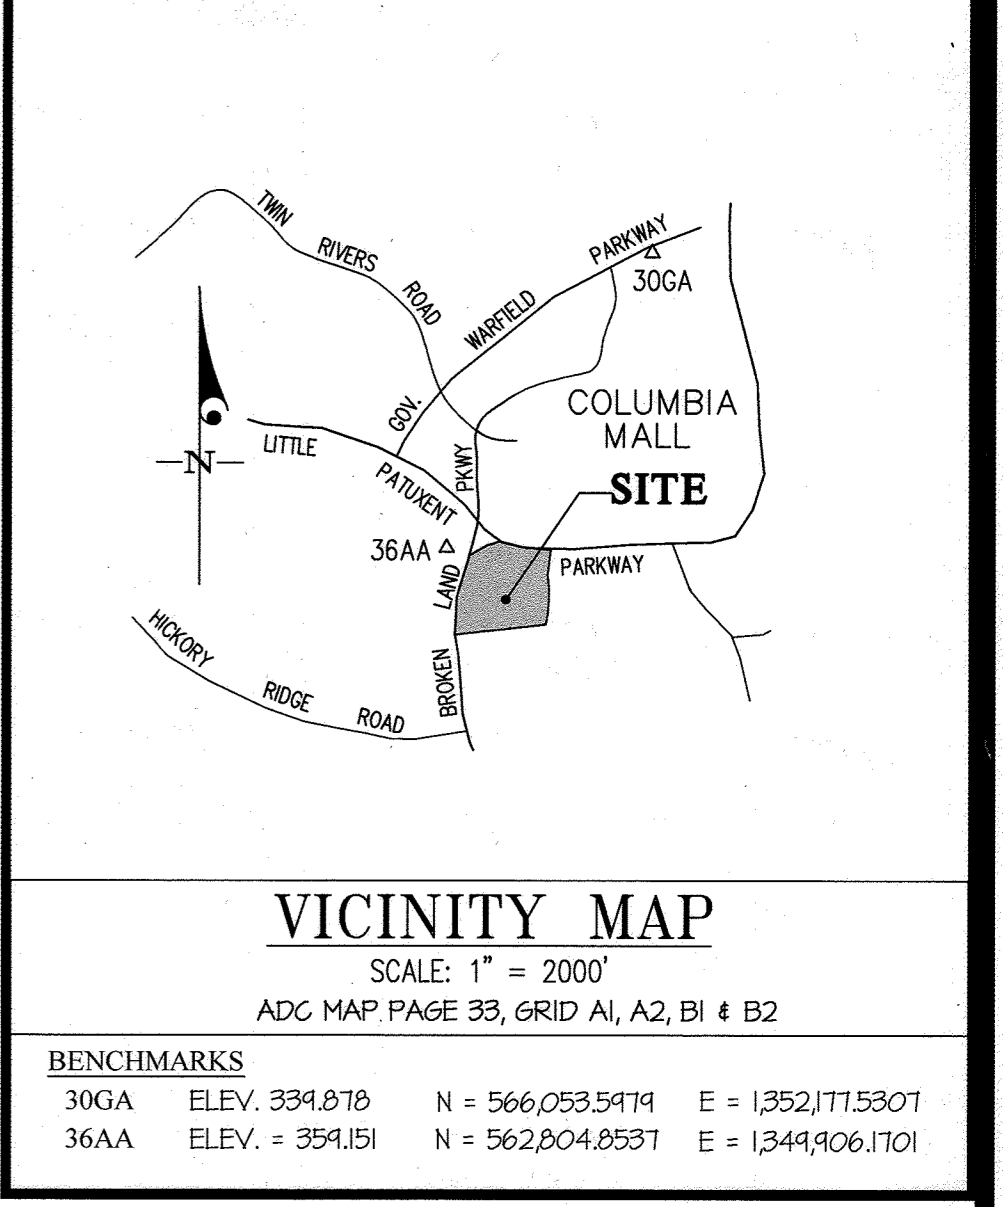 TWIN RIVERS ROAD
GOV. WARFIELD PARKWAY
30GA
COLUMBIA
MALL
LITTLE PATUXENT PARKWAY
N
SITE
36AA
BROKEN LAND PKWY
HICKORY RIDGE ROAD
VICINITY MAP
SCALE: 1" = 2000'
ADC MAP PAGE 33, GRID A1, A2, B1 & B2
BENCHMARKS
30GA ELEV. 339.878 N = 566,053.5979 E = 1,352,177.5307
36AA ELEV. = 359.151 N = 562,804.8537 E = 1,349,906.1701